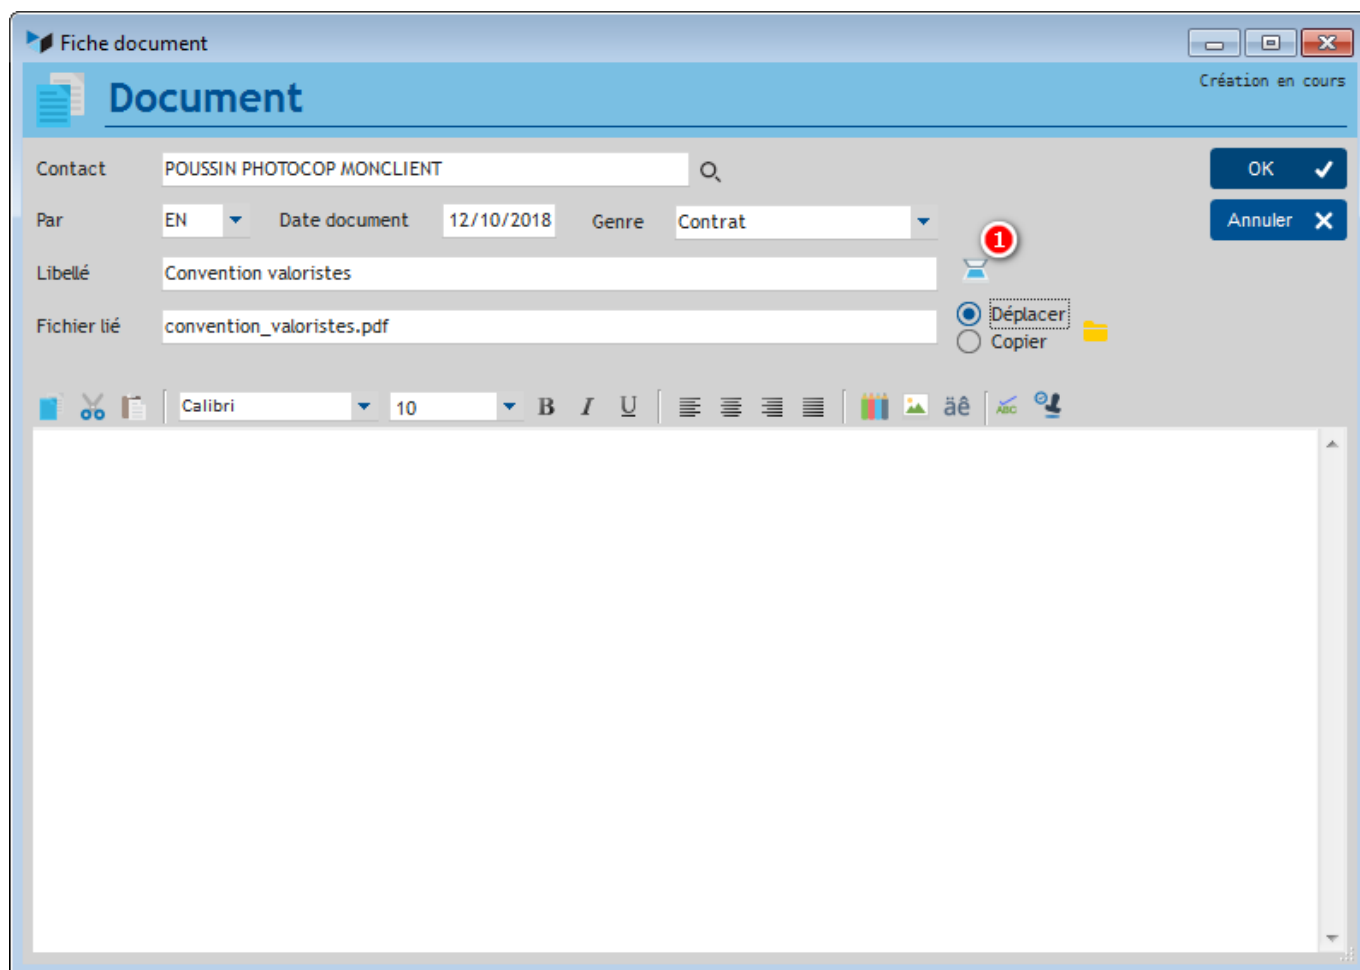 Fiche document
Document
Création en cours
Contact POUSSIN PHOTOCOP MONCLIENT OK
Par EN Date document 12/10/2018 Genre Contrat Annuler
1
Libellé Convention valoristes
Fichier lié convention_valoristes.pdf Déplacer
Copier
Calibri 10 B I U äê ABC